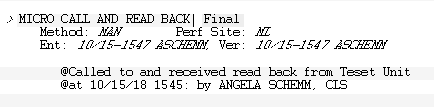 > MICRO CALL AND READ BACK| Final
Method: MAN Perf Site: MI
Ent: 10/15-1547 ASCHEMM, Ver: 10/15-1547 ASCHEMM
@Called to and received read back from Teset Unit
@at 10/15/18 1545: by ANGELA SCHEMM, CLS